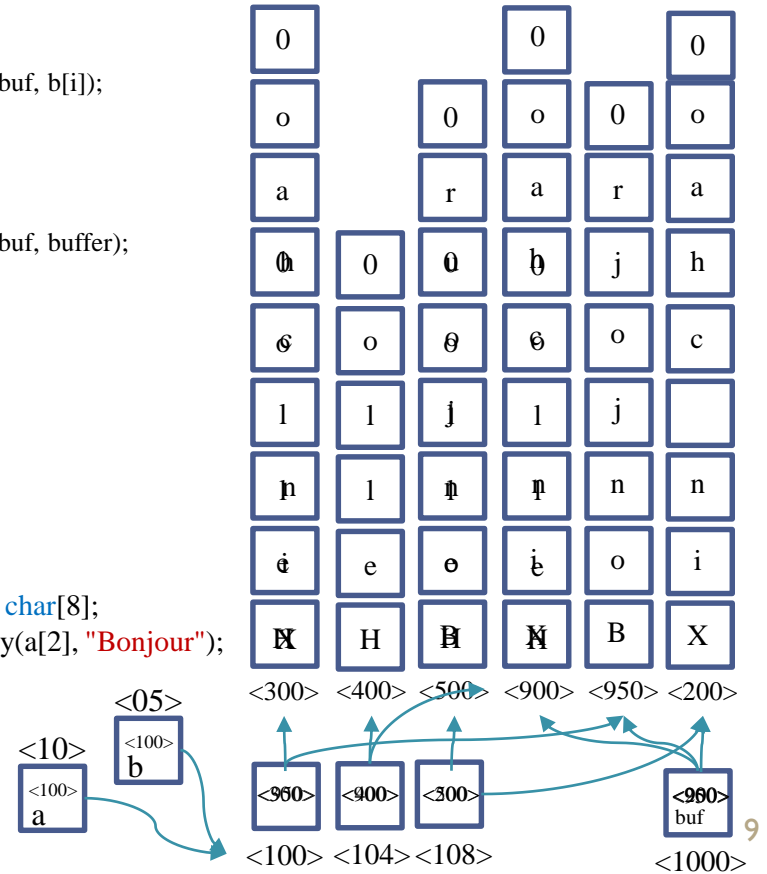 0 0 0
buf, b[i]);
o 0 o 0 o
a r a r a
buf, buffer);
0 j h
o o c
l l l j
l n n
e o i
char[8];
y(a[2], "Bonjour");
H B X
<300> <400> <500> <900> <950> <200>
<05>
<100>
b
<10>
<100>
a
buf
9
<100> <104> <108> <1000>